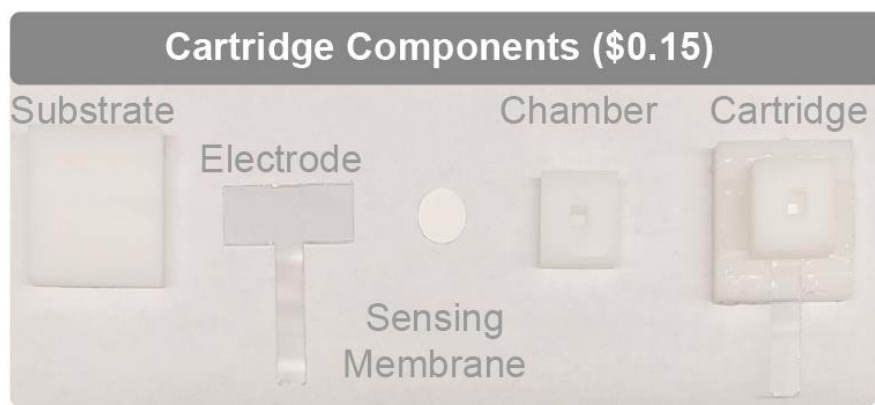 Cartridge Components ($0.15)
Substrate
Electrode
Sensing
Membrane
Chamber
Cartridge